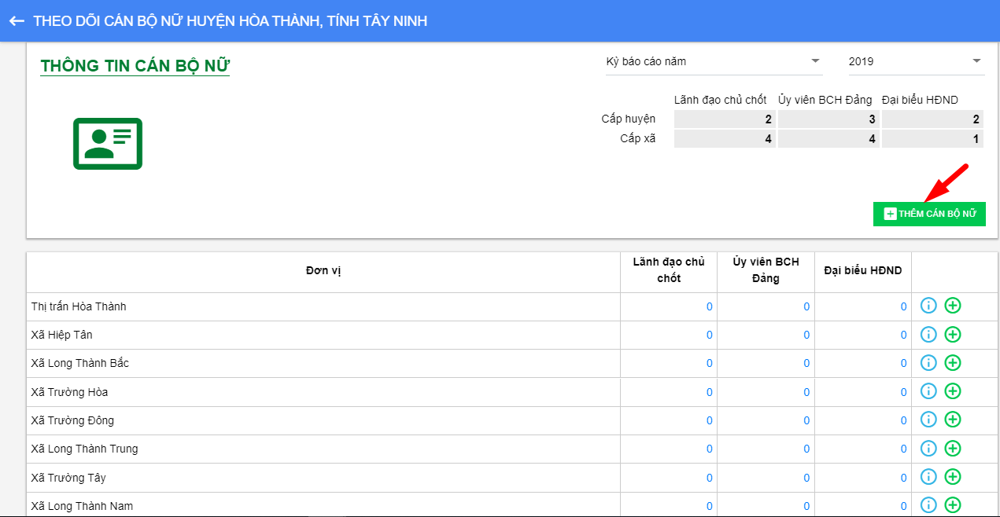 THEO DÕI CÁN BỘ NỮ HUYỆN HÒA THÀNH, TÍNH TÂY NINH
THÔNG TIN CÁN BỘ NỮ
Kỳ báo cáo năm 2019
Lãnh đạo chủ chốt Ủy viên BCH Đảng Đại biểu HĐND
Cấp huyện 2 3 2
Cấp xã 4 4 1
THÊM CÁN BỘ NỮ
Đơn vị Lãnh đạo chủ chốt Ủy viên BCH Đảng Đại biểu HĐND
Thị trấn Hòa Thành 0 0 0
Xã Hiệp Tân 0 0 0
Xã Long Thành Bắc 0 0 0
Xã Trường Hòa 0 0 0
Xã Trường Đông 0 0 0
Xã Long Thành Trung 0 0 0
Xã Trường Tây 0 0 0
Xã Long Thành Nam 0 0 0